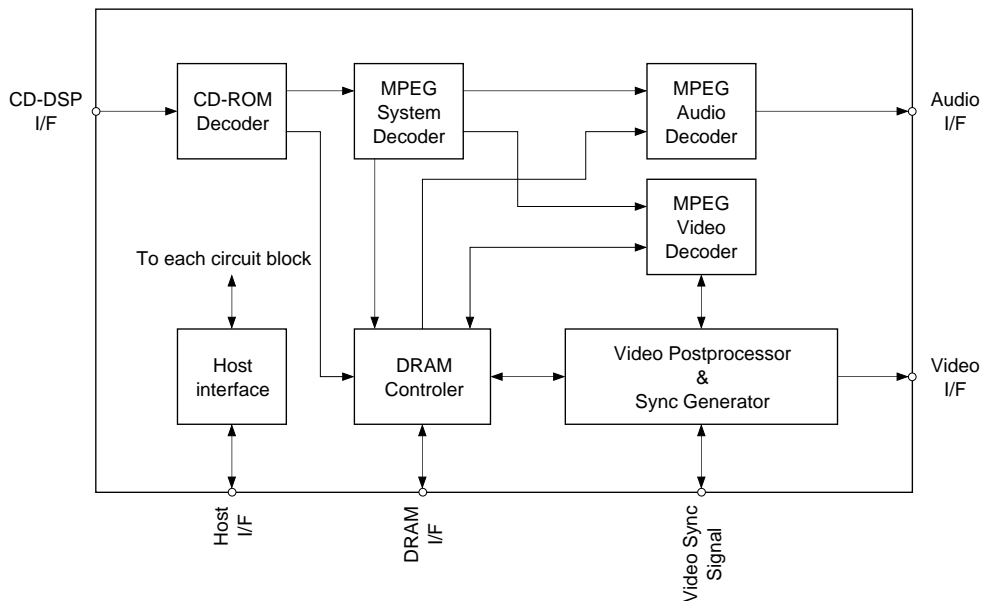 CD-DSP
I/F
CD-ROM
Decoder
MPEG
System
Decoder
MPEG
Audio
Decoder
Audio
I/F
MPEG
Video
Decoder
To each circuit block
Host
interface
DRAM
Controler
Video Postprocessor
&
Sync Generator
Video
I/F
Host
I/F
DRAM
I/F
Video Sync
Signal